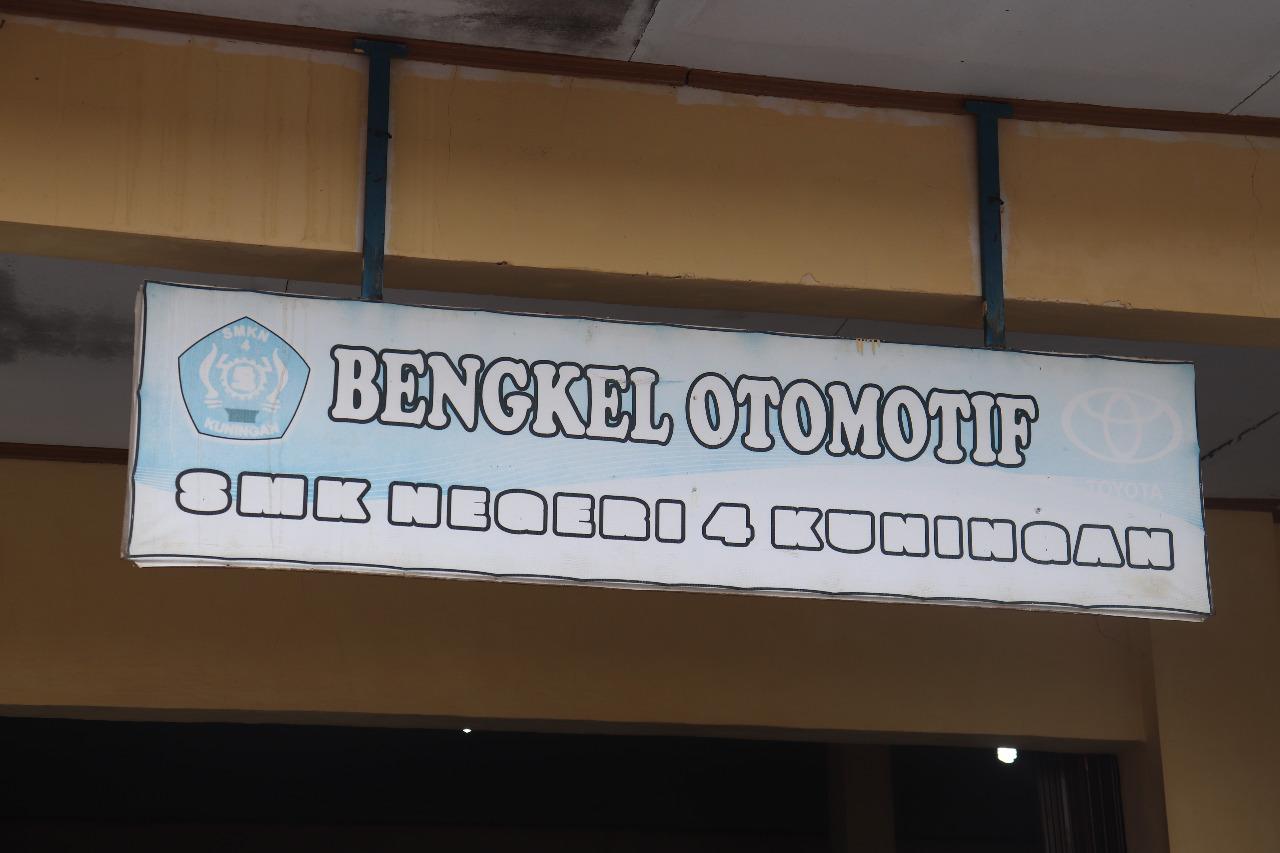 SMKN
4
KUNINGAN
BENGKEL OTOMOTIF
TOYOTA
SMK NEGERI 4 KUNINGAN